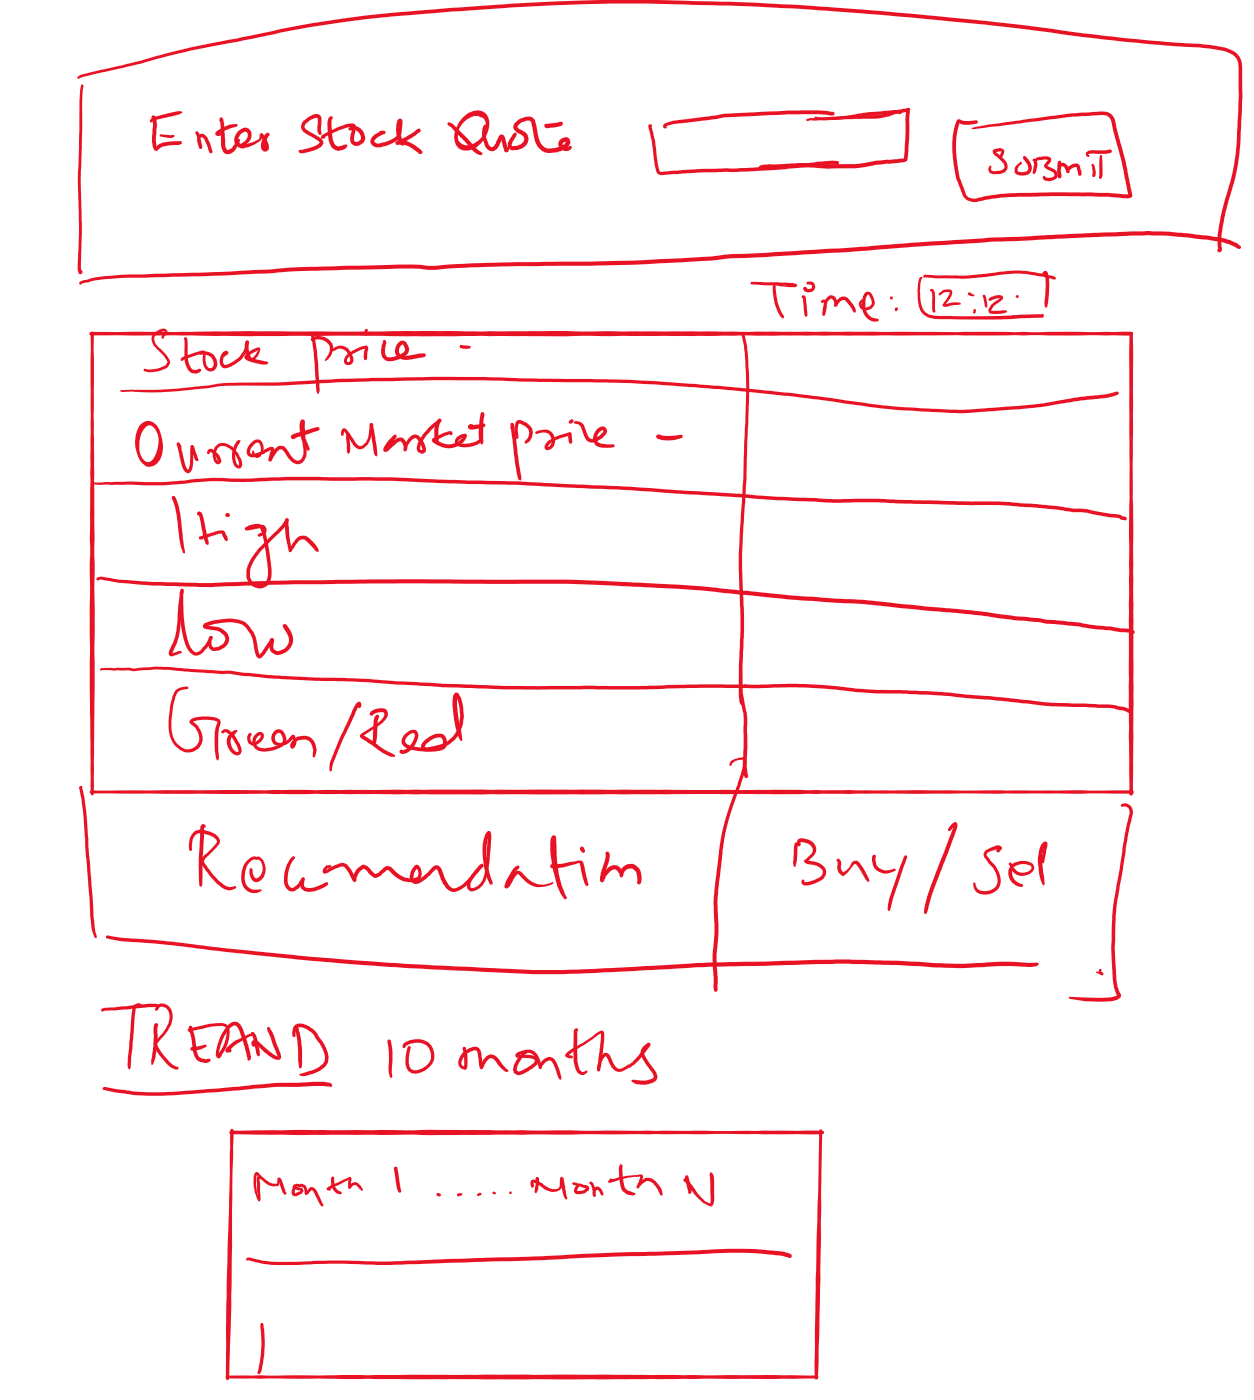 Enter Stock Quote
SUBMIT
Time: 12:12
Stock Price -
Current Market Price -
High
Low
Green/Red
Recomendation Buy/Sel
TREAND 10 months
Month 1 ...... Month N